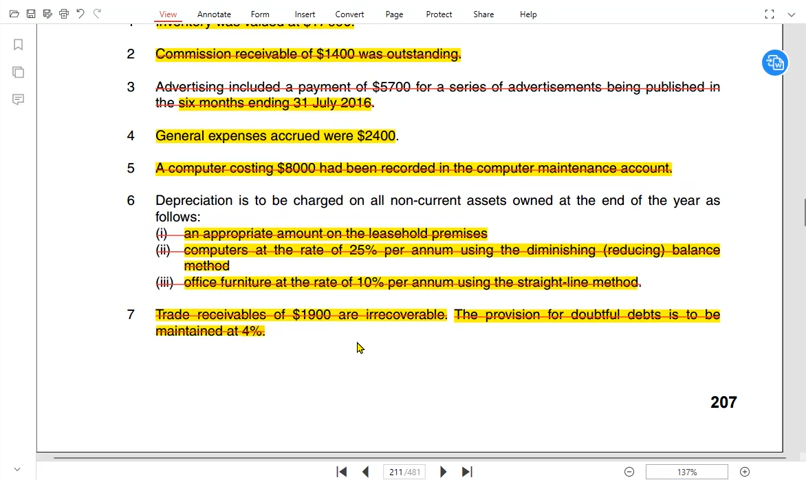 View Annotate Form Insert Convert Page Protect Share Help
2 Commission receivable of $1400 was outstanding.
3 Advertising included a payment of $5700 for a series of advertisements being published in
the six months ending 31 July 2016.
4 General expenses accrued were $2400.
5 A computer costing $8000 had been recorded in the computer maintenance account.
6 Depreciation is to be charged on all non-current assets owned at the end of the year as
follows:
(i) an appropriate amount on the leasehold premises
(ii) computers at the rate of 25% per annum using the diminishing (reducing) balance
method
(iii) office furniture at the rate of 10% per annum using the straight-line method.
7 Trade receivables of $1900 are irrecoverable. The provision for doubtful debts is to be
maintained at 4%.
207
211/481
137%